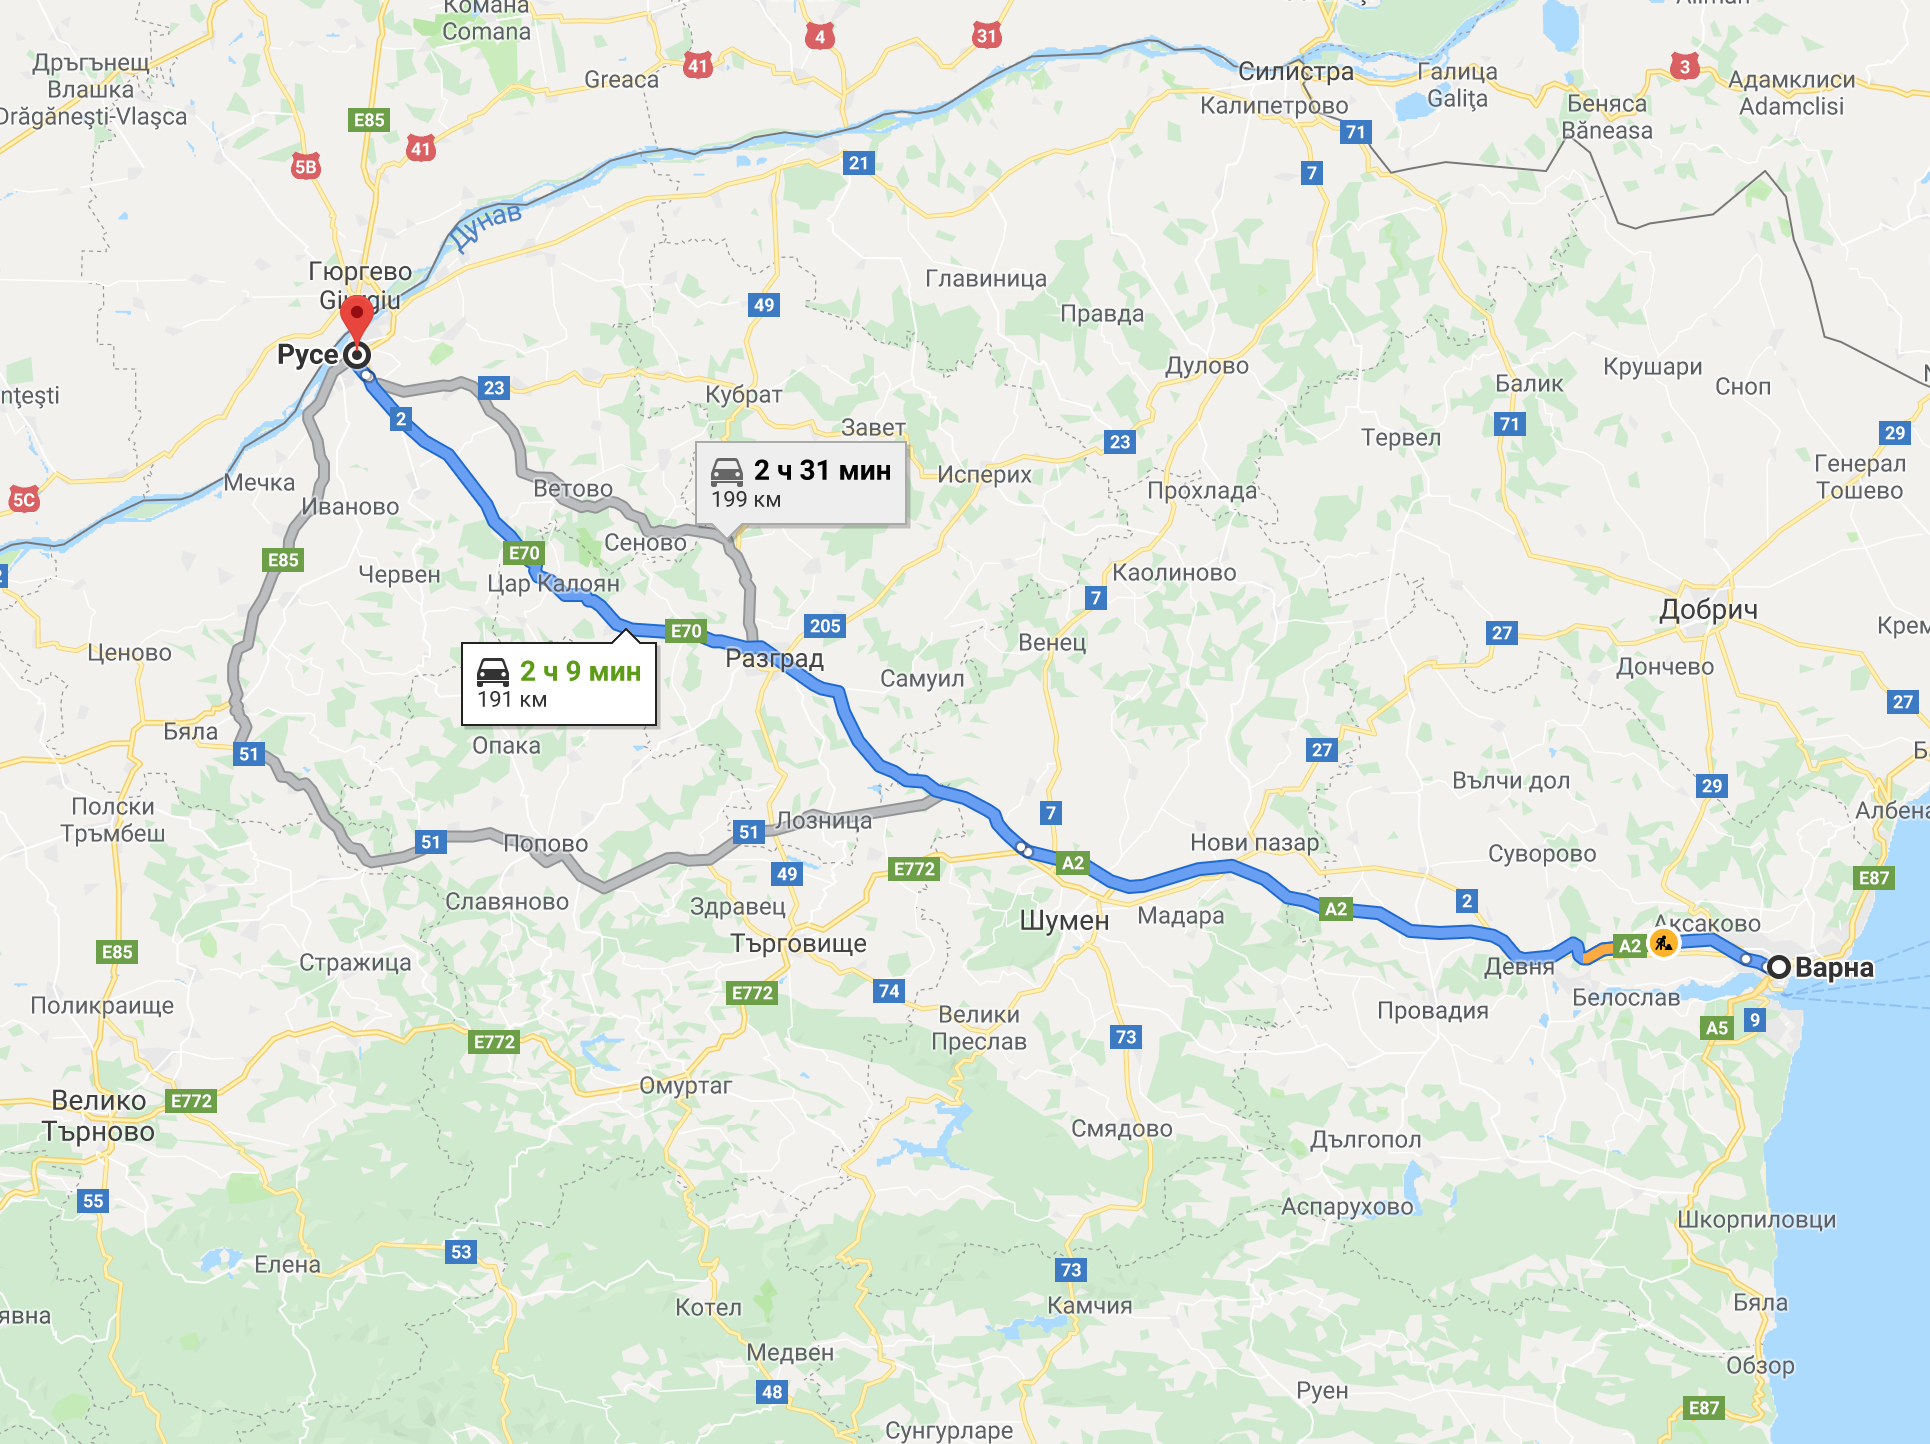 Комана
Comana
4
31
41
Дръгънещ
Влашка
Drăgănești-Vlașca
Greaca
Силистра
Галица
Galița
3
Адамклиси
Adamclisi
Калипетрово
Беняса
Băneasa
E85
41
5B
71
21
7
Дунав
Гюргево
Giurgiu
49
Главиница
Правда
Русе
23
2
Кубрат
Дулово
Балик
Крушари
Сноп
nțești
Завет
23
Тервел
71
29
Генерал
Тошево
5C
Мечка
Иваново
Ветово
2 ч 31 мин
199 км
Исперих
Прохлада
E85
E70
Сеново
Червен
Цар Калоян
Каолиново
7
Добрич
Крем
E70
205
27
Ценово
2 ч 9 мин
191 км
Разград
Венец
Дончево
Самуил
27
Бяла
51
Опака
27
Вълчи дол
29
Албена
Полски
Тръмбеш
51
Попово
51
Лозница
7
Нови пазар
Суворово
A2
E772
49
E87
Славяново
Здравец
Шумен
Мадара
A2
2
Аксаково
E85
Стражица
Търговище
A2
Девня
Варна
Поликраище
E772
74
Велики
Преслав
Провадия
Белослав
A5
9
73
E772
Омуртаг
Велико
Търново
E772
Смядово
Дългопол
55
Аспарухово
Шкорпиловци
Елена
53
73
явна
Котел
Камчия
Бяла
Медвен
Обзор
48
Руен
E87
Сунгурларе